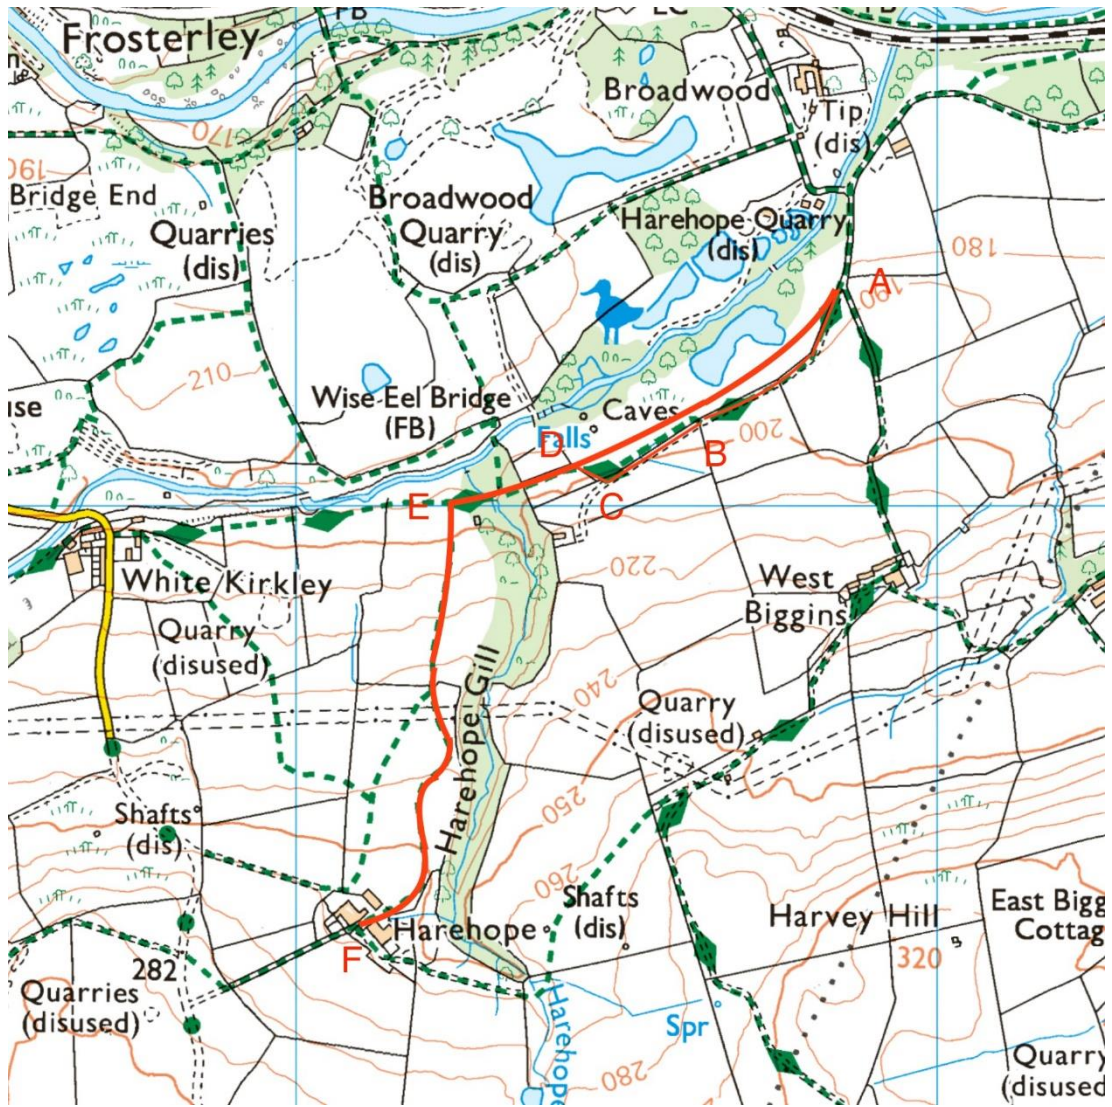 FB
LC
Frosterley
Broadwood
170
Tip
(dis)
190
Bridge End
Broadwood
Quarry
(dis)
Harehope Quarry
(dis)
Quarries
(dis)
180
A
190
210
Wise Eel Bridge
(FB)
Caves
Falls
D
200
B
E
C
220
White Kirkley
West
Biggins
Quarry
(disused)
Harehope Gill
240
Quarry
(disused)
250
Shafts
(dis)
260
Shafts
(dis)
Harvey Hill
East Bigg
Cottag
Harehope
F
282
320
Quarries
(disused)
Harehope
Spr
280
Quarry
(disused